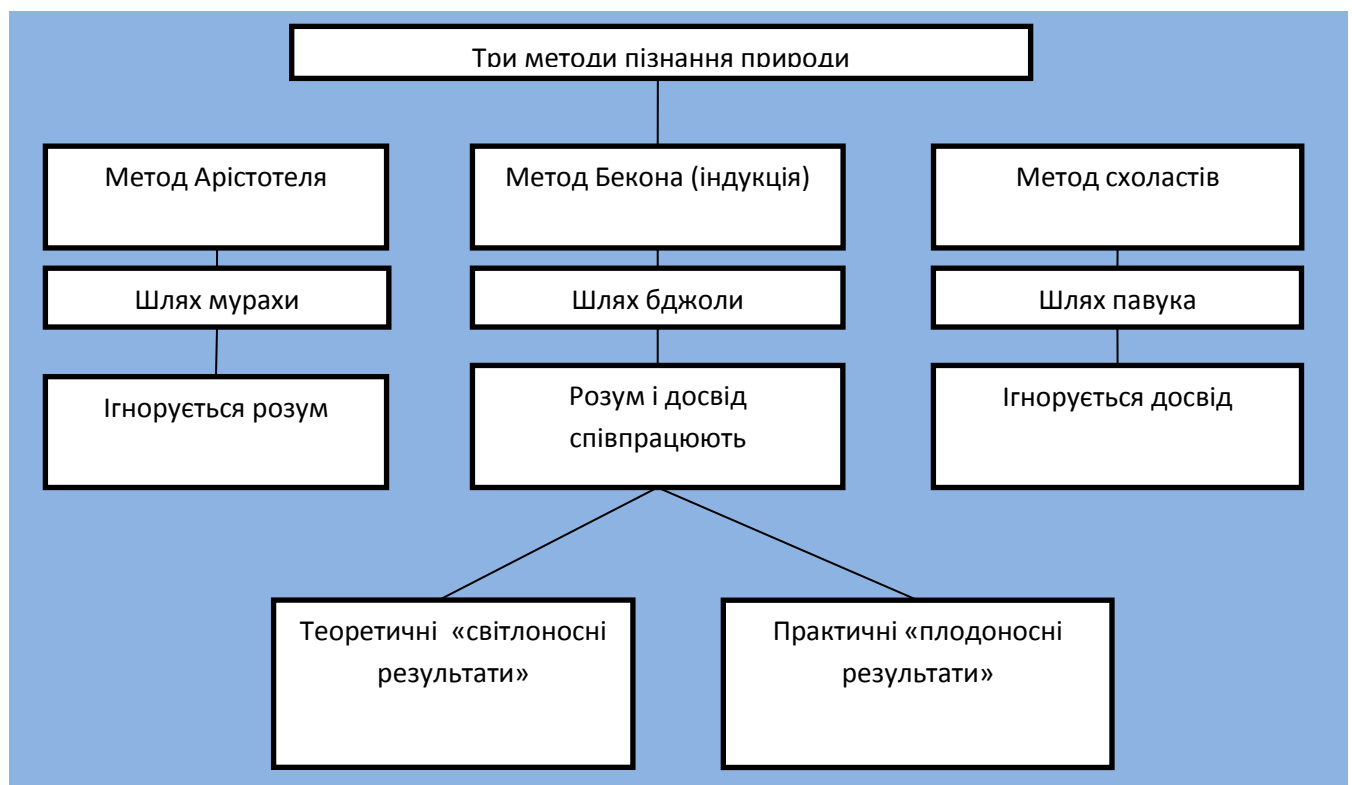 Три методи пізнання природи
Метод Арістотеля
Метод Бекона (індукція)
Метод схоластів
Шлях мурахи
Шлях бджоли
Шлях павука
Ігнорується розум
Розум і досвід
співпрацюють
Ігнорується досвід
Теоретичні «світлоносні
результати»
Практичні «плодоносні
результати»